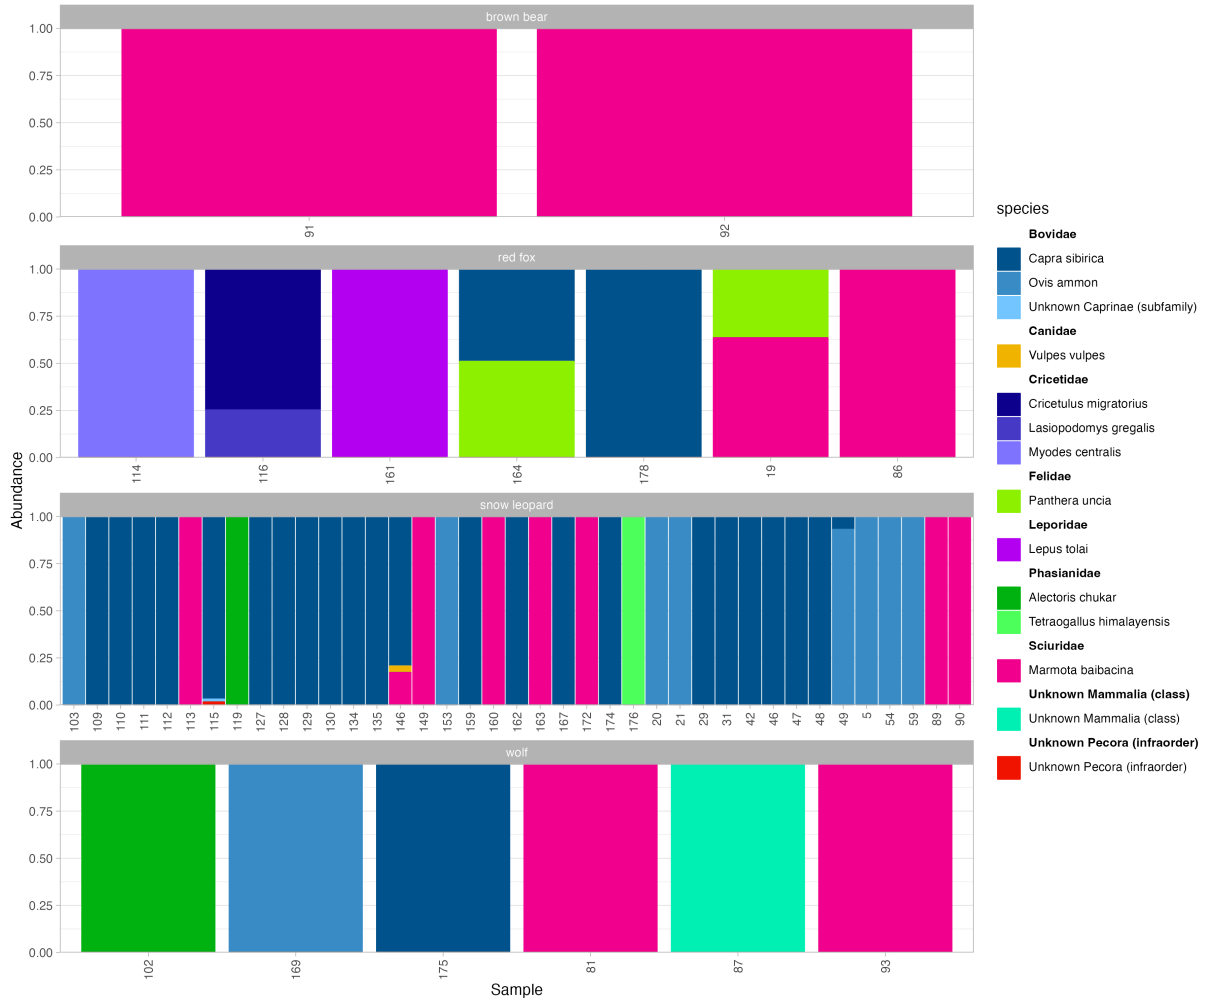 brown bear
1.00
0.75
0.50
0.25
0.00
91 92
red fox
1.00
0.75
0.50
0.25
0.00
114 116 161 164 178 19 86
Abundance
snow leopard
1.00
0.75
0.50
0.25
0.00
103 109 110 111 112 113 115 119 127 128 129 130 134 135 146 149 153 159 160 162 163 167 172 174 176 20 21 29 31 42 46 47 48 49 5 54 59 89 90
wolf
1.00
0.75
0.50
0.25
0.00
102 169 175 81 87 93
Sample
species
Bovidae
Capra sibirica
Ovis ammon
Unknown Caprinae (subfamily)
Canidae
Vulpes vulpes
Cricetidae
Cricetulus migratorius
Lasiopodomys gregalis
Myodes centralis
Felidae
Panthera uncia
Leporidae
Lepus tolai
Phasianidae
Alectoris chukar
Tetraogallus himalayensis
Sciuridae
Marmota baibacina
Unknown Mammalia (class)
Unknown Mammalia (class)
Unknown Pecora (infraorder)
Unknown Pecora (infraorder)